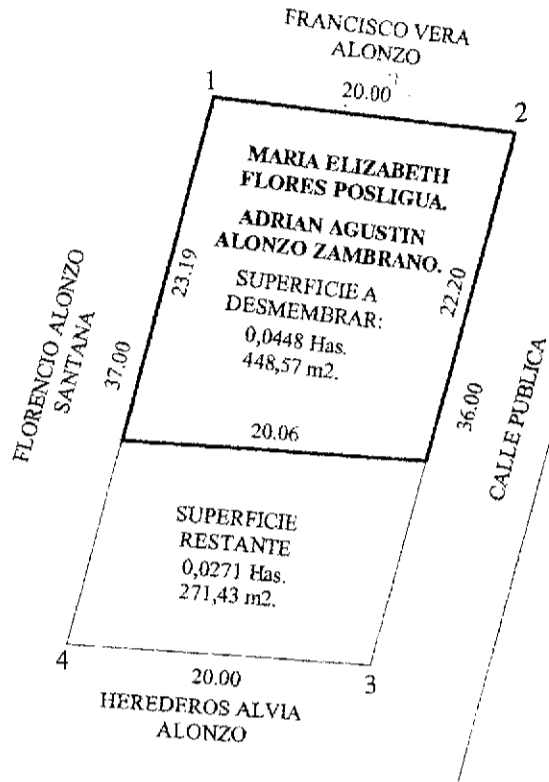 FRANCISCO VERA
ALONZO
1
20.00
2
MARIA ELIZABETH
FLORES POSLIGUA.
ADRIAN AGUSTIN
ALONZO ZAMBRANO.
SUPERFICIE A
DESMEMBRAR:
0,0448 Has.
448,57 m2.
23.19
22.20
FLORENCIO ALONZO
SANTANA
37.00
36.00
CALLE PUBLICA
20.06
SUPERFICIE
RESTANTE
0,0271 Has.
271,43 m2.
4
20.00
3
HEREDEROS ALVIA
ALONZO